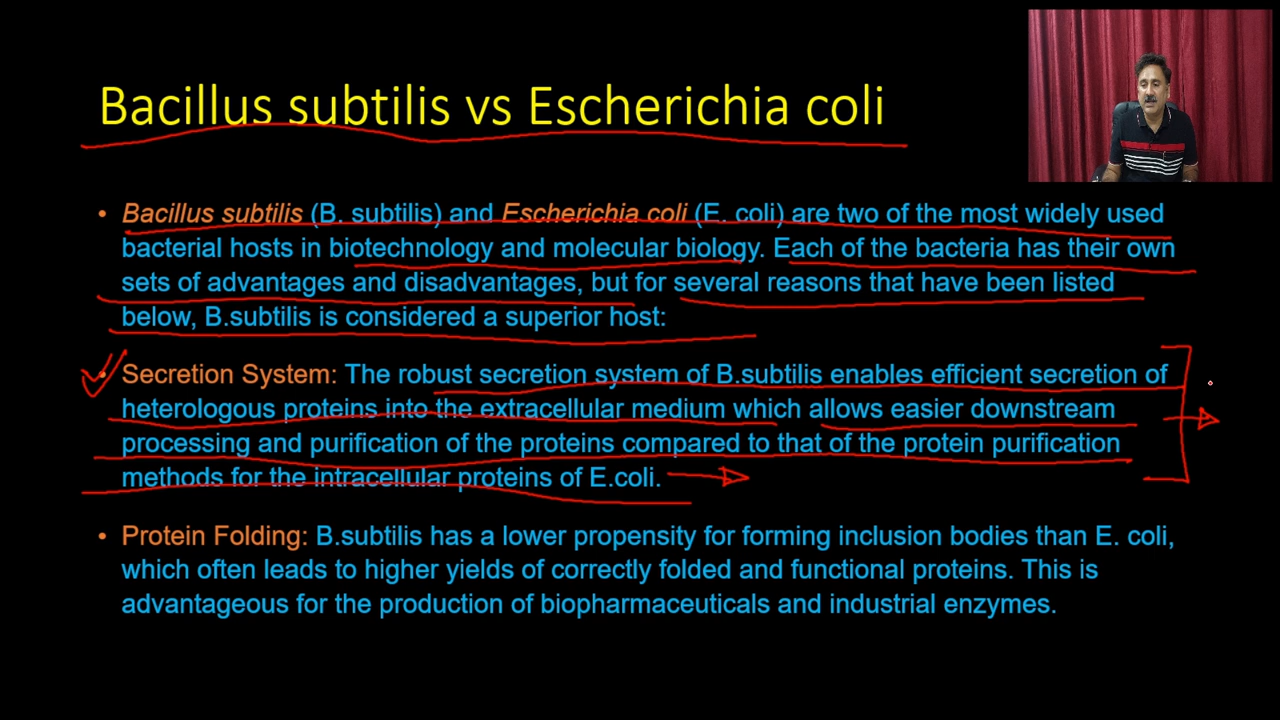 Bacillus subtilis vs Escherichia coli
• Bacillus subtilis (B. subtilis) and Escherichia coli (E. coli) are two of the most widely used
bacterial hosts in biotechnology and molecular biology. Each of the bacteria has their own
sets of advantages and disadvantages, but for several reasons that have been listed
below, B.subtilis is considered a superior host:
• Secretion System: The robust secretion system of B.subtilis enables efficient secretion of
heterologous proteins into the extracellular medium which allows easier downstream
processing and purification of the proteins compared to that of the protein purification
methods for the intracellular proteins of E.coli.
• Protein Folding: B.subtilis has a lower propensity for forming inclusion bodies than E. coli,
which often leads to higher yields of correctly folded and functional proteins. This is
advantageous for the production of biopharmaceuticals and industrial enzymes.